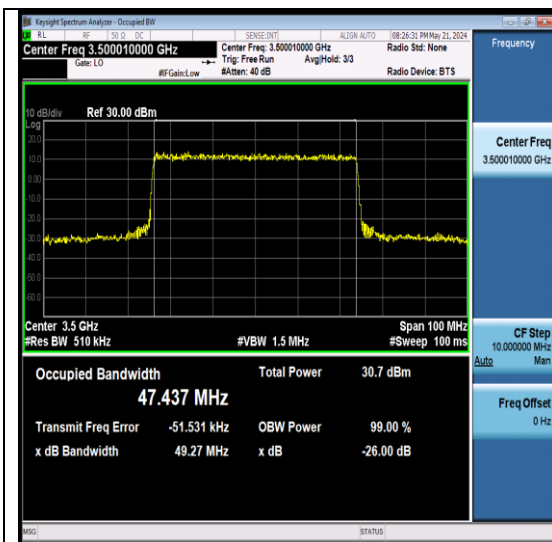 Keysight Spectrum Analyzer - Occupied BW
RL RF 50 Ω DC SENSE:INT ALIGN AUTO 08:26:31 PM May 21, 2024
Center Freq 3.500010000 GHz Center Freq: 3.500010000 GHz Radio Std: None Frequency
Gate: LO Trig: Free Run Avg|Hold: 3/3
#IFGain:Low #Atten: 40 dB Radio Device: BTS
10 dB/div Ref 30.00 dBm
Log
20.0
10.0
0.00
-10.0
-20.0
-30.0
-40.0
-50.0
-60.0
Center Freq
3.500010000 GHz
Center 3.5 GHz Span 100 MHz
#Res BW 510 kHz #VBW 1.5 MHz #Sweep 100 ms
CF Step
10.000000 MHz
Auto Man
Occupied Bandwidth Total Power 30.7 dBm
47.437 MHz
Freq Offset
0 Hz
Transmit Freq Error -51.531 kHz OBW Power 99.00 %
x dB Bandwidth 49.27 MHz x dB -26.00 dB
MSG STATUS